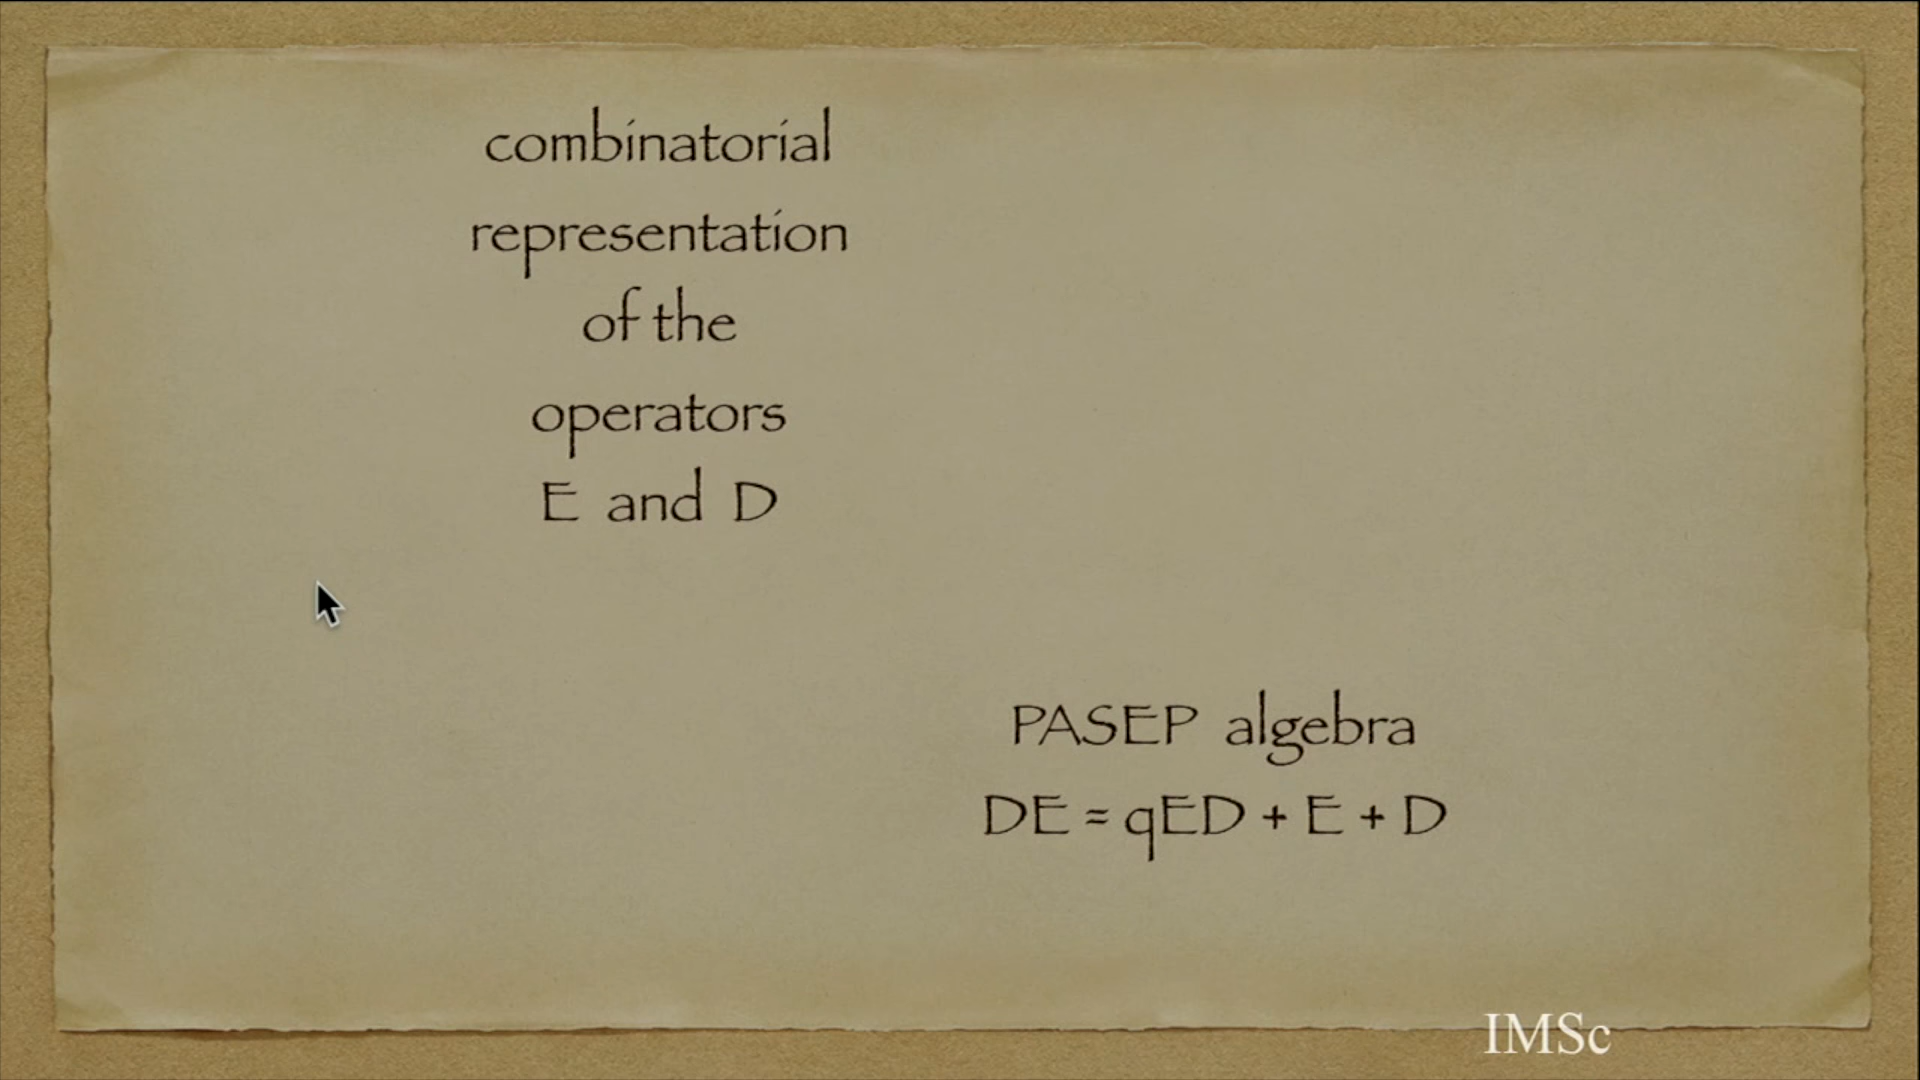 combinatorial
representation
of the
operators
E and D
PASEP algebra
DE = qED + E + D
IMSc